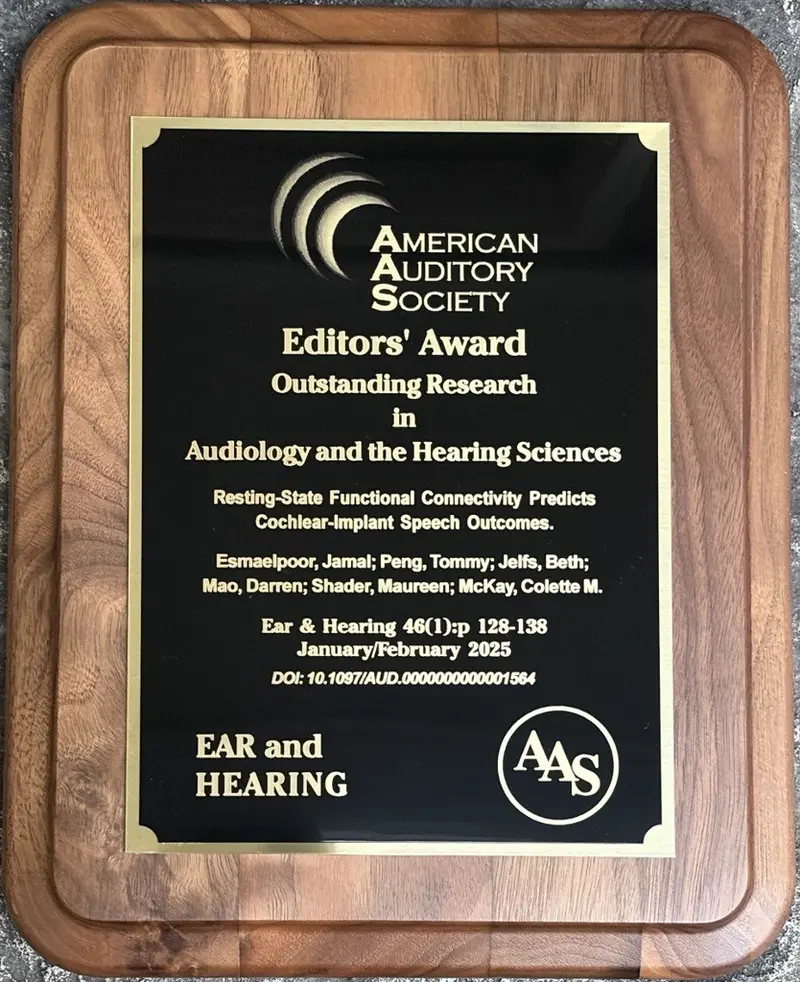 AMERICAN
AUDITORY
SOCIETY
Editors' Award
Outstanding Research
in
Audiology and the Hearing Sciences
Resting-State Functional Connectivity Predicts
Cochlear-Implant Speech Outcomes.
Esmaelpoor, Jamal; Peng, Tommy; Jelfs, Beth;
Mao, Darren; Shader, Maureen; McKay, Colette M.
Ear & Hearing 46(1):p 128-138
January/February 2025
DOI: 10.1097/AUD.0000000000001564
EAR and
HEARING
AAS